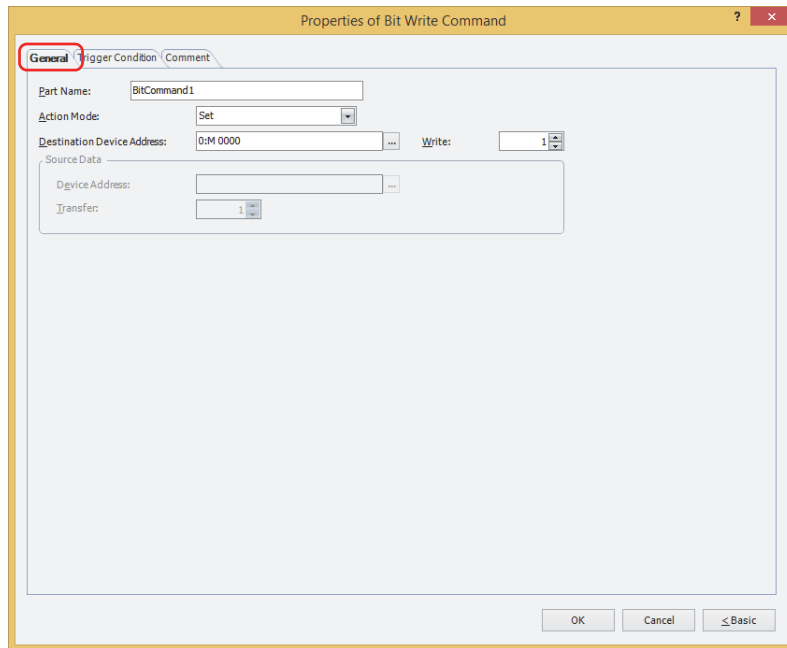 Properties of Bit Write Command ? ×
General Trigger Condition Comment
Part Name: BitCommand1
Action Mode: Set
Destination Device Address: 0:M 0000 ... Write: 1
Source Data
Device Address: ...
Transfer: 1
OK Cancel < Basic